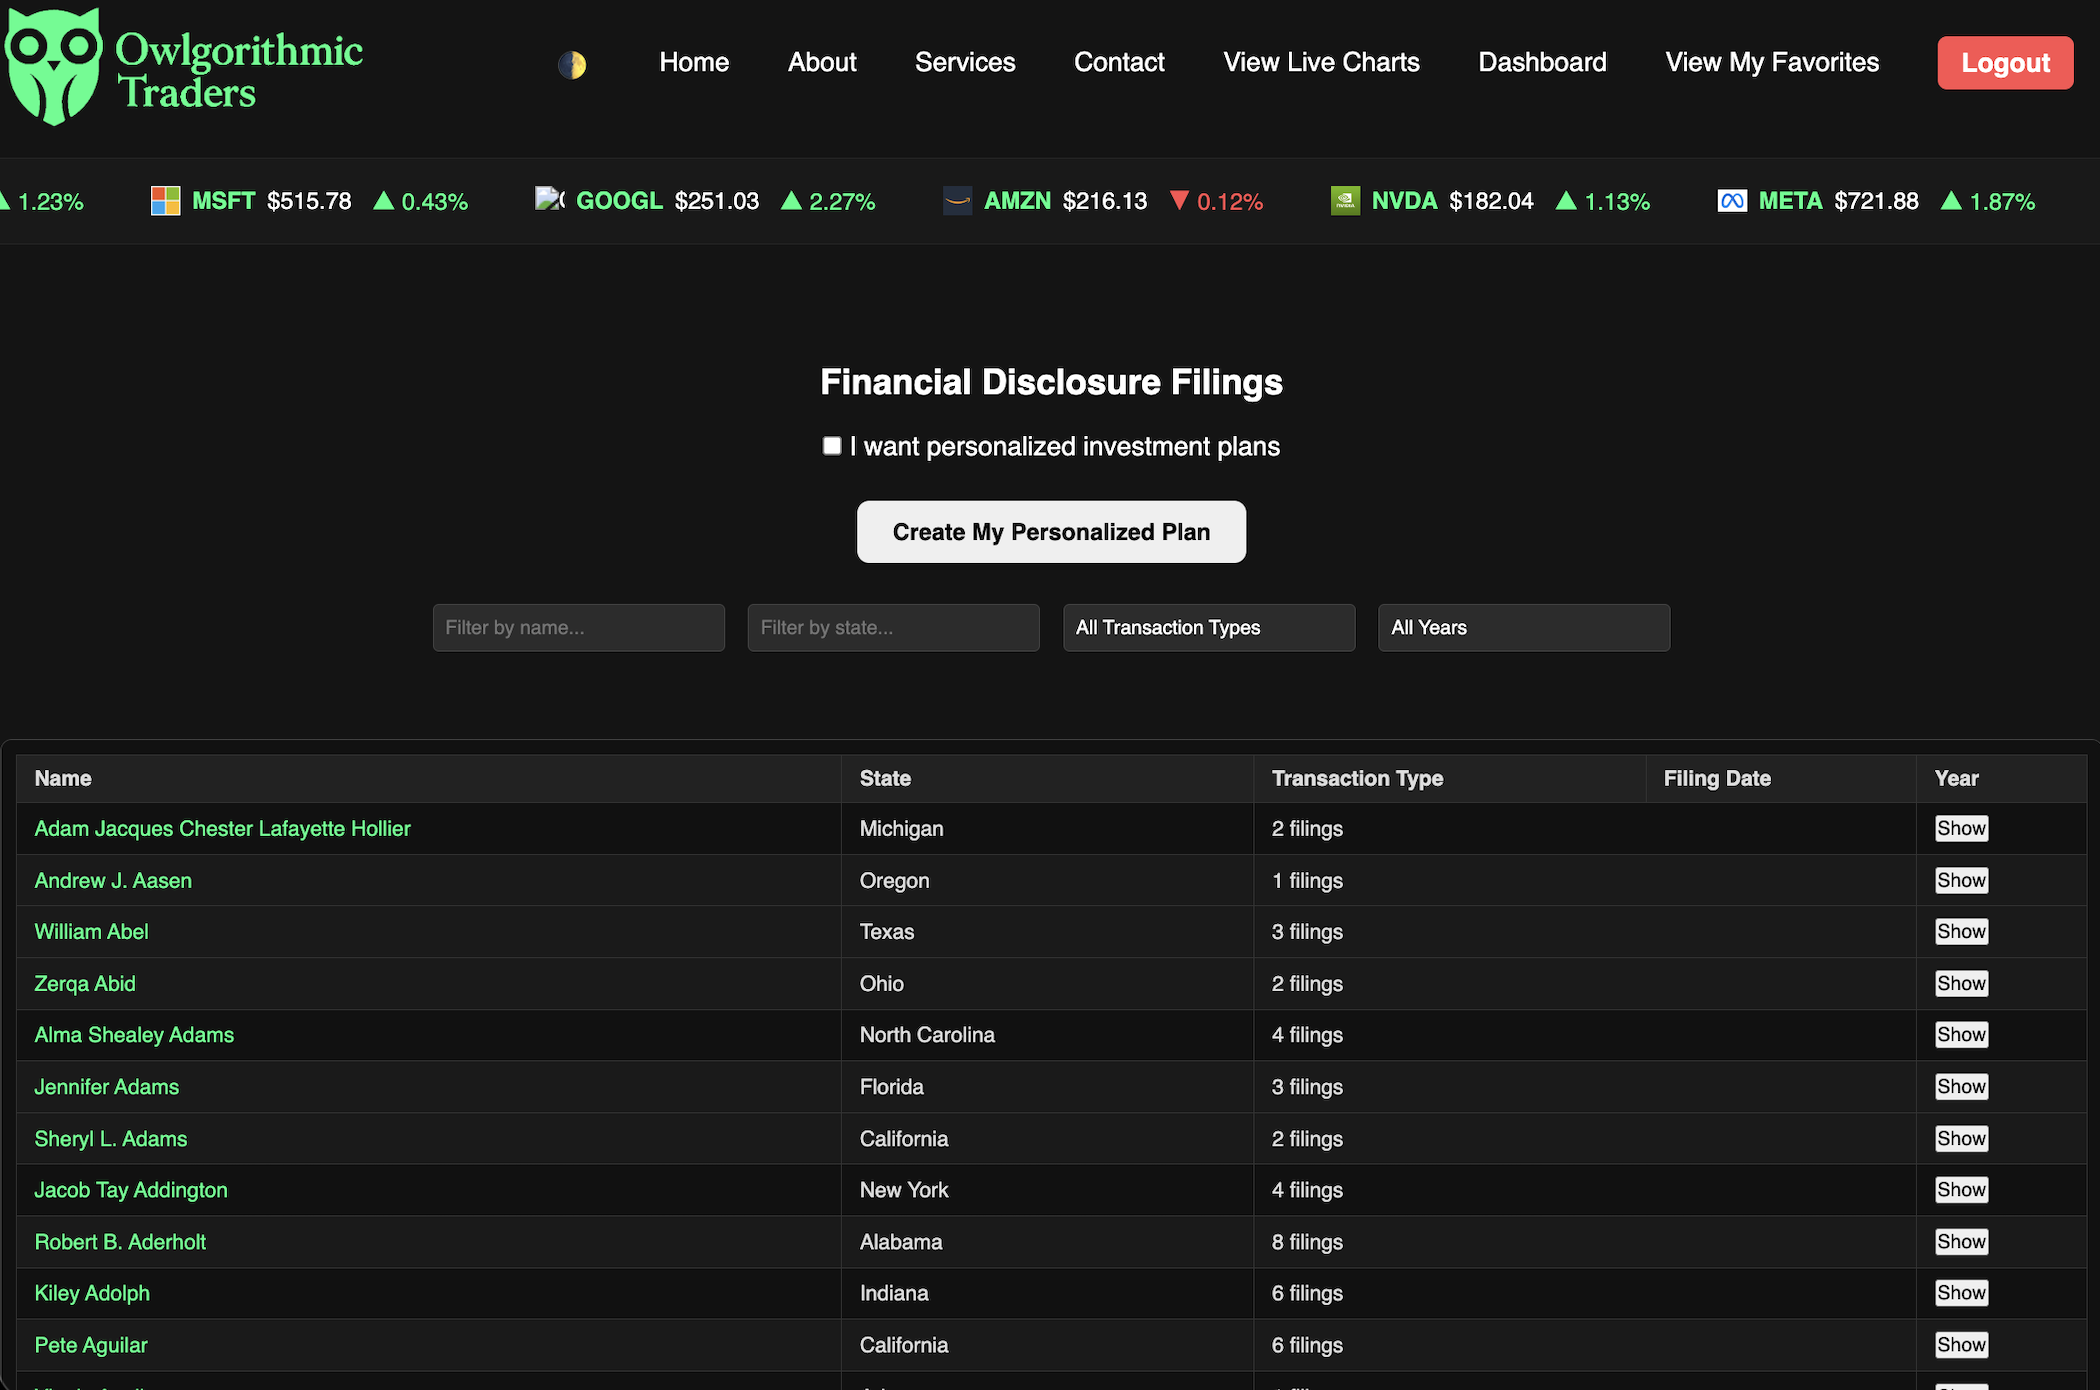 Owlgorithmic
Traders
Home About Services Contact View Live Charts Dashboard View My Favorites Logout
1.23% MSFT $515.78 ▲ 0.43% GOOGL $251.03 ▲ 2.27% AMZN $216.13 ▼ 0.12% NVDA $182.04 ▲ 1.13% META $721.88 ▲ 1.87%
Financial Disclosure Filings
I want personalized investment plans
Create My Personalized Plan
Filter by name... Filter by state... All Transaction Types All Years
Name State Transaction Type Filing Date Year
Adam Jacques Chester Lafayette Hollier Michigan 2 filings Show
Andrew J. Aasen Oregon 1 filings Show
William Abel Texas 3 filings Show
Zerqa Abid Ohio 2 filings Show
Alma Shealey Adams North Carolina 4 filings Show
Jennifer Adams Florida 3 filings Show
Sheryl L. Adams California 2 filings Show
Jacob Tay Addington New York 4 filings Show
Robert B. Aderholt Alabama 8 filings Show
Kiley Adolph Indiana 6 filings Show
Pete Aguilar California 6 filings Show